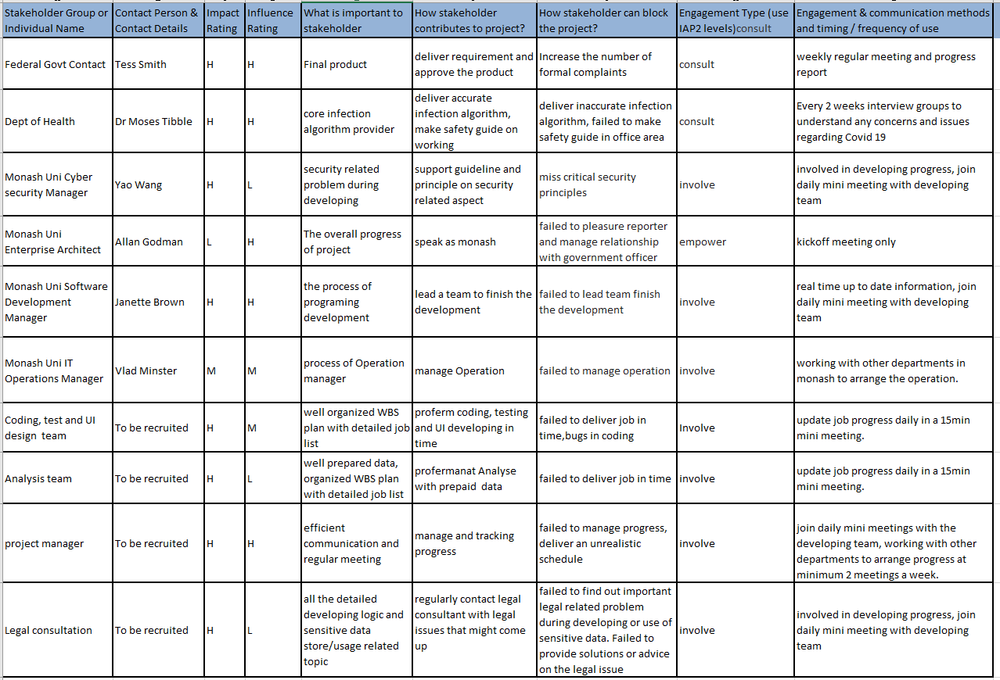 Stakeholder Group or
Individual Name
Contact Person &
Contact Details
Impact
Rating
Influence
Rating
What is important to
stakeholder
How stakeholder
contributes to project?
How stakeholder can block
the project?
Engagement Type (use
IAP2 levels)consult
Engagement & communication methods
and timing / frequency of use
Federal Govt Contact
Tess Smith
H
H
Final product
deliver requirement and
approve the product
Increase the number of
formal complaints
consult
weekly regular meeting and progress
report
Dept of Health
Dr Moses Tibble
H
H
core infection
algorithm provider
deliver accurate
infection algorithm,
make safety guide on
working
deliver inaccurate infection
algorithm, failed to make
safety guide in office area
consult
Every 2 weeks interview groups to
understand any concerns and issues
regarding Covid 19
Monash Uni Cyber
security Manager
Yao Wang
H
L
security related
problem during
developing
support guideline and
principle on security
related aspect
miss critical security
principles
involve
involved in developing progress, join
daily mini meeting with developing
team
Monash Uni
Enterprise Architect
Allan Godman
L
H
The overall progress
of project
speak as monash
failed to pleasure reporter
and manage relationship
with government officer
empower
kickoff meeting only
Monash Uni Software
Development
Manager
Janette Brown
H
H
the process of
programing
development
lead a team to finish the
development
failed to lead team finish
the development
involve
real time up to date information, join
daily mini meeting with developing
team
Monash Uni IT
Operations Manager
Vlad Minster
M
M
process of Operation
manager
manage Operation
failed to manage operation
involve
working with other departments in
monash to arrange the operation.
Coding, test and UI
design team
To be recruited
H
M
well organized WBS
plan with detailed job
list
proferm coding, testing
and UI developing in
time
failed to deliver job in
time,bugs in coding
Involve
update job progress daily in a 15min
mini meeting.
Analysis team
To be recruited
H
L
well prepared data,
organized WBS plan
with detailed job list
profermanat Analyse
with prepaid data
failed to deliver job in time
involve
update job progress daily in a 15min
mini meeting.
project manager
To be recruited
H
H
efficient
communication and
regular meeting
manage and tracking
progress
failed to manage progress,
deliver an unrealistic
schedule
involve
join daily mini meetings with the
developing team, working with other
departments to arrange progress at
minimum 2 meetings a week.
Legal consultation
To be recruited
H
L
all the detailed
developing logic and
sensitive data
store/usage related
topic
regularly contact legal
consultant with legal
issues that might come
up
failed to find out important
legal related problem
during developing or use of
sensitive data. Failed to
provide solutions or advice
on the legal issue
involve
involved in developing progress, join
daily mini meeting with developing
team